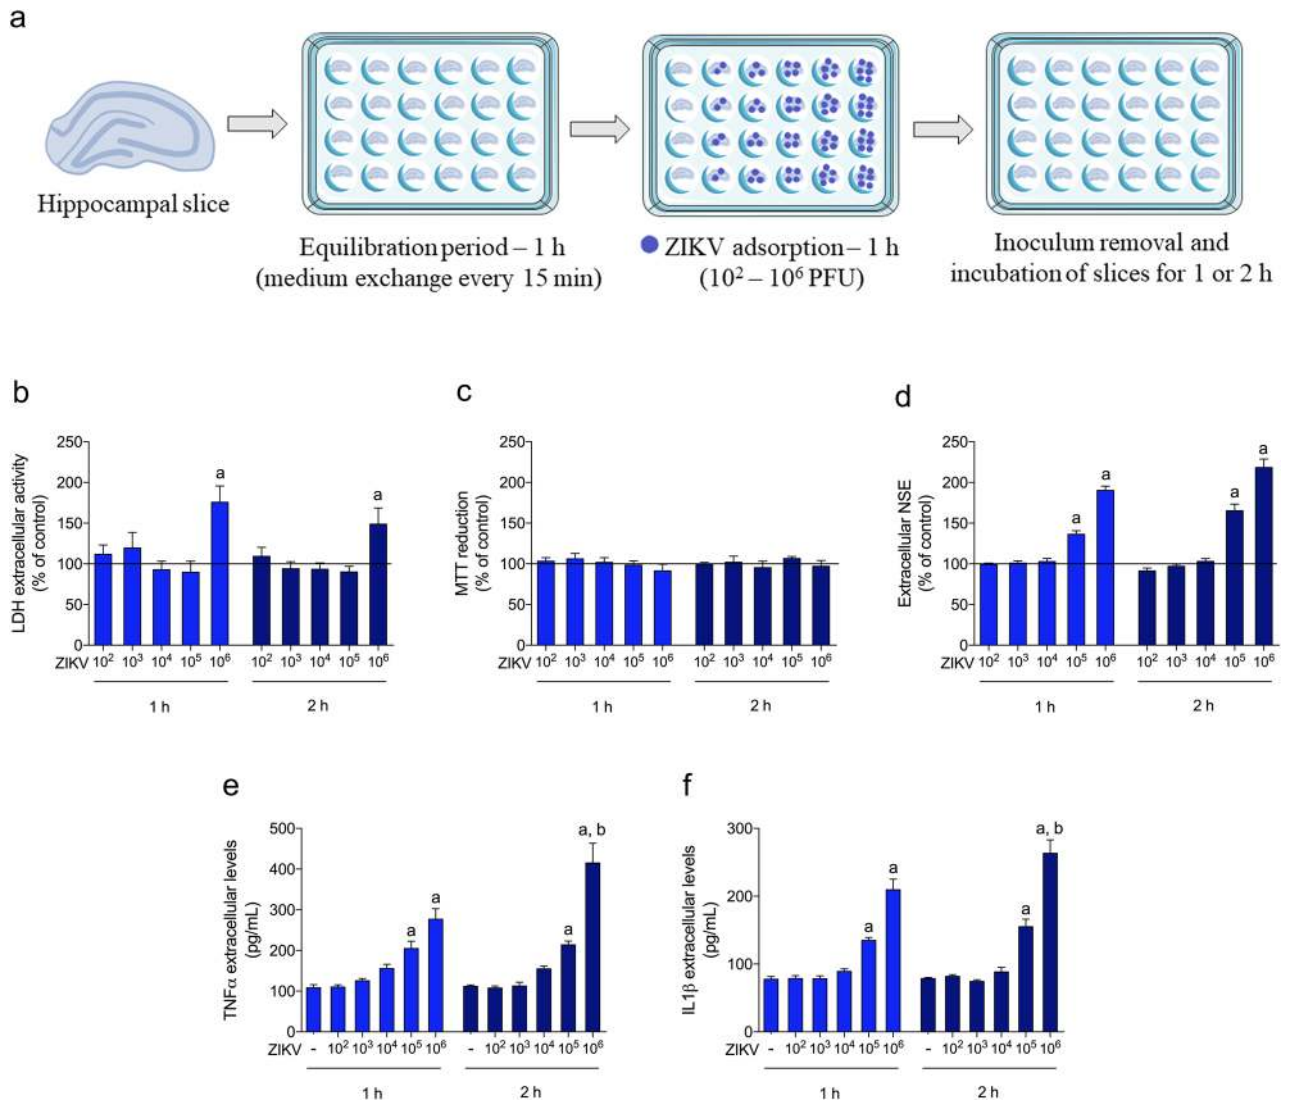 a
Hippocampal slice
Equilibration period – 1 h
(medium exchange every 15 min)
ZIKV adsorption – 1 h
(10² – 10⁶ PFU)
Inoculum removal and
incubation of slices for 1 or 2 h
b
LDH extracellular activity
(% of control)
250
200
150
100
50
0
a
a
ZIKV 10² 10³ 10⁴ 10⁵ 10⁶ 10² 10³ 10⁴ 10⁵ 10⁶
1 h 2 h
c
MTT reduction
(% of control)
250
200
150
100
50
0
ZIKV 10² 10³ 10⁴ 10⁵ 10⁶ 10² 10³ 10⁴ 10⁵ 10⁶
1 h 2 h
d
Extracellular NSE
(% of control)
250
200
150
100
50
0
a a
a a
ZIKV 10² 10³ 10⁴ 10⁵ 10⁶ 10² 10³ 10⁴ 10⁵ 10⁶
1 h 2 h
e
TNFα extracellular levels
(pg/mL)
500
400
300
200
100
0
a a
a a, b
ZIKV - 10² 10³ 10⁴ 10⁵ 10⁶ - 10² 10³ 10⁴ 10⁵ 10⁶
1 h 2 h
f
IL1β extracellular levels
(pg/mL)
300
200
100
0
a a
a a, b
ZIKV - 10² 10³ 10⁴ 10⁵ 10⁶ - 10² 10³ 10⁴ 10⁵ 10⁶
1 h 2 h